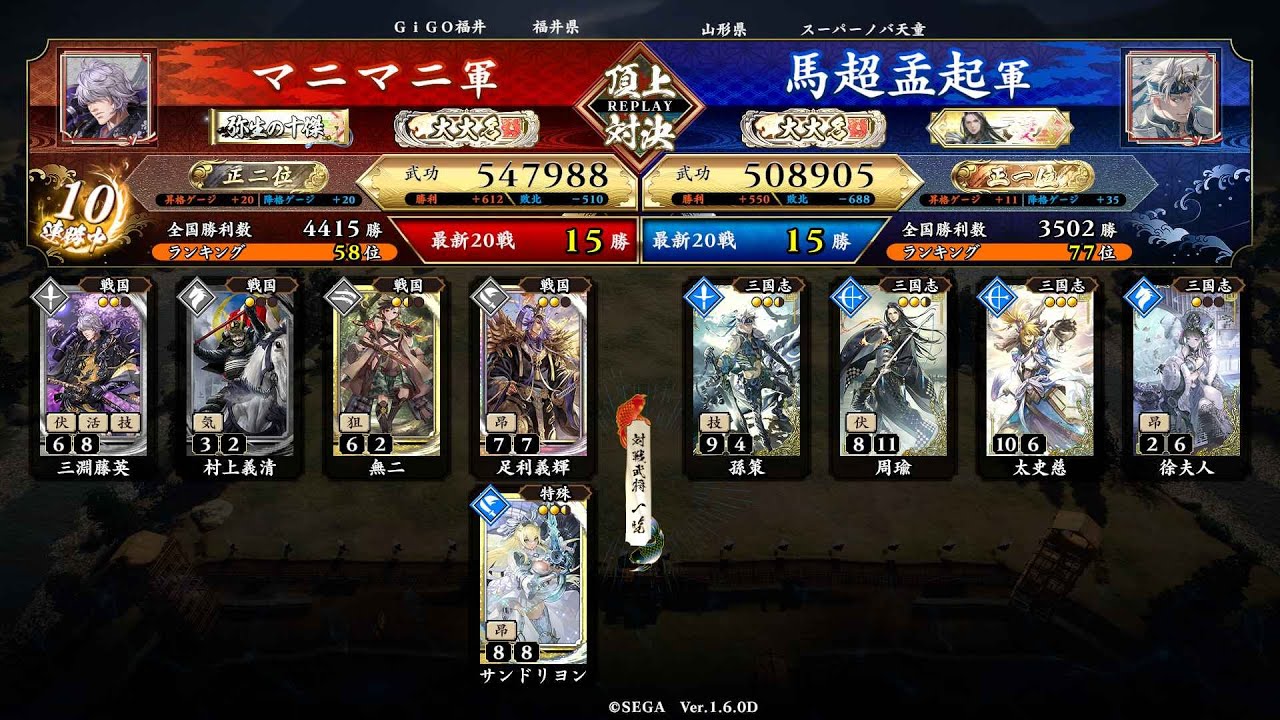 GiGO福井 福井県 山形県 スーパーノバ天童
マニマニ軍 頂上 REPLAY 対決 馬超孟起軍
弥生の十傑 大大名 大大名
正二位 武功 547988 武功 508905 正一位
昇格ゲージ +20 降格ゲージ +20 勝利 +612 敗北 -510 勝利 +550 敗北 -688 昇格ゲージ +11 降格ゲージ +35
10連勝中
全国勝利数 4415勝 最新20戦 15勝 最新20戦 15勝 全国勝利数 3502勝
ランキング 58位 ランキング 77位
戦国 戦国 戦国 戦国 三国志 三国志 三国志 三国志
伏 活 技 気 狙 昂 技 伏 昂
6 8 3 2 6 2 7 7 9 4 8 11 10 6 2 6
三淵藤英 村上義清 無二 足利義輝 孫策 周瑜 太史慈 徐夫人
対戦武将一覧
特殊
昂
8 8
サンドリヨン
©SEGA Ver.1.6.0D